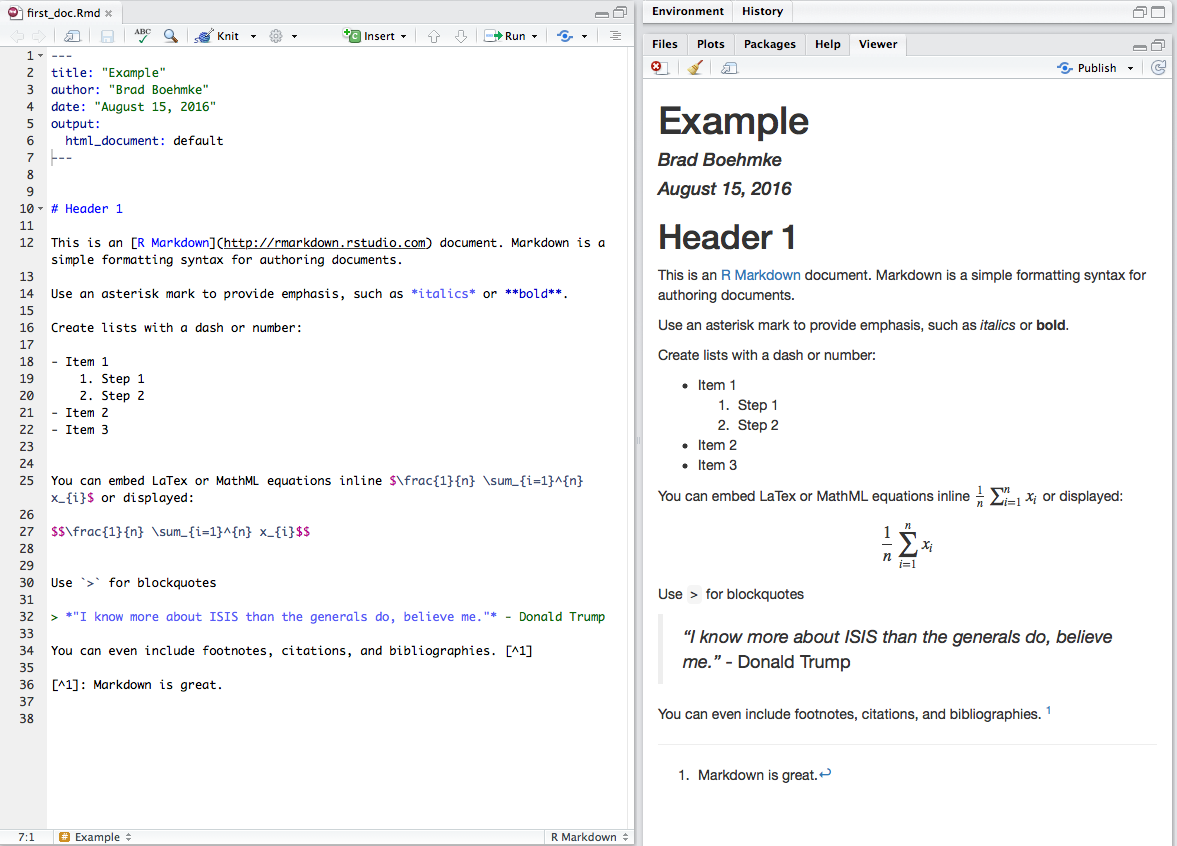 first_doc.Rmd
ABC
Knit
Insert
Run
1 ---
2 title: "Example"
3 author: "Brad Boehmke"
4 date: "August 15, 2016"
5 output:
6   html_document: default
7 ---
8
9
10 # Header 1
11
12 This is an [R Markdown](http://rmarkdown.rstudio.com) document. Markdown is a
simple formatting syntax for authoring documents.
13
14 Use an asterisk mark to provide emphasis, such as *italics* or **bold**.
15
16 Create lists with a dash or number:
17
18 - Item 1
19     1. Step 1
20     2. Step 2
21 - Item 2
22 - Item 3
23
24
25 You can embed LaTex or MathML equations inline $\frac{1}{n} \sum_{i=1}^{n}
x_{i}$ or displayed:
26
27 $$\frac{1}{n} \sum_{i=1}^{n} x_{i}$$
28
29
30 Use `>` for blockquotes
31
32 > *"I know more about ISIS than the generals do, believe me."* - Donald Trump
33
34 You can even include footnotes, citations, and bibliographies. [^1]
35
36 [^1]: Markdown is great.
37
38
7:1 # Example R Markdown
Environment History
Files Plots Packages Help Viewer
Publish
Example
Brad Boehmke
August 15, 2016
Header 1
This is an R Markdown document. Markdown is a simple formatting syntax for
authoring documents.
Use an asterisk mark to provide emphasis, such as italics or bold.
Create lists with a dash or number:
• Item 1
1. Step 1
2. Step 2
• Item 2
• Item 3
You can embed LaTex or MathML equations inline 1/n ∑ⁿᵢ₌₁ xᵢ or displayed:
1/n ∑ⁿᵢ₌₁ xᵢ
Use > for blockquotes
“I know more about ISIS than the generals do, believe
me.” - Donald Trump
You can even include footnotes, citations, and bibliographies. 1
1. Markdown is great.↩